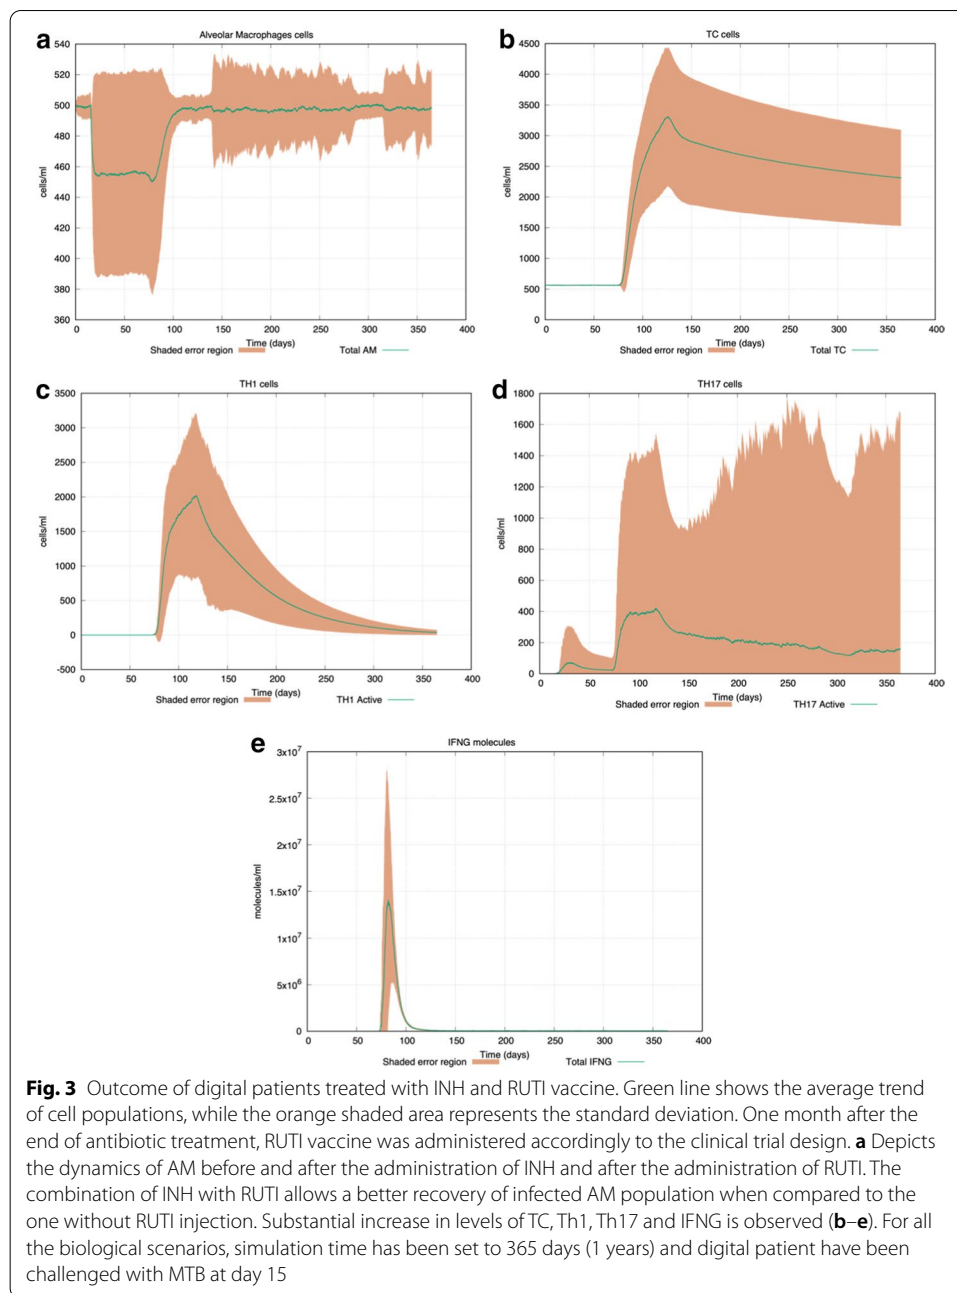 a
Alveolar Macrophages cells
540
520
500
480
460
440
420
400
380
360
cells/ml
0 50 100 150 200 250 300 350 400
Time (days)
Shaded error region Total AM
b
TC cells
4500
4000
3500
3000
2500
2000
1500
1000
500
0
cells/ml
0 50 100 150 200 250 300 350 400
Time (days)
Shaded error region Total TC
c
TH1 cells
3500
3000
2500
2000
1500
1000
500
0
-500
cells/ml
0 50 100 150 200 250 300 350 400
Time (days)
Shaded error region TH1 Active
d
TH17 cells
1800
1600
1400
1200
1000
800
600
400
200
0
cells/ml
0 50 100 150 200 250 300 350 400
Time (days)
Shaded error region TH17 Active
e
IFNG molecules
3x10⁷
2.5x10⁷
2x10⁷
1.5x10⁷
1x10⁷
5x10⁶
0
molecules/ml
0 50 100 150 200 250 300 350 400
Time (days)
Shaded error region Total IFNG
Fig. 3 Outcome of digital patients treated with INH and RUTI vaccine. Green line shows the average trend
of cell populations, while the orange shaded area represents the standard deviation. One month after the
end of antibiotic treatment, RUTI vaccine was administered accordingly to the clinical trial design. a Depicts
the dynamics of AM before and after the administration of INH and after the administration of RUTI. The
combination of INH with RUTI allows a better recovery of infected AM population when compared to the
one without RUTI injection. Substantial increase in levels of TC, Th1, Th17 and IFNG is observed (b–e). For all
the biological scenarios, simulation time has been set to 365 days (1 years) and digital patient have been
challenged with MTB at day 15